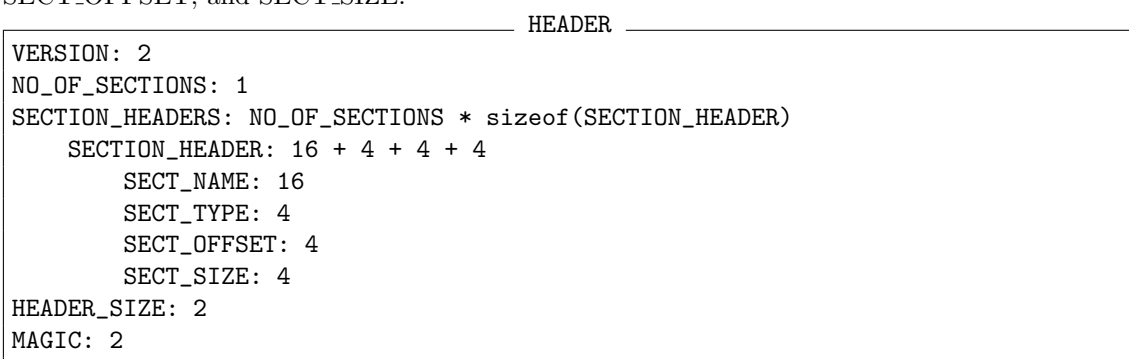 SECT_OFFSET, and SECT_SIZE.
HEADER
VERSION: 2
NO_OF_SECTIONS: 1
SECTION_HEADERS: NO_OF_SECTIONS * sizeof(SECTION_HEADER)
    SECTION_HEADER: 16 + 4 + 4 + 4
        SECT_NAME: 16
        SECT_TYPE: 4
        SECT_OFFSET: 4
        SECT_SIZE: 4
HEADER_SIZE: 2
MAGIC: 2